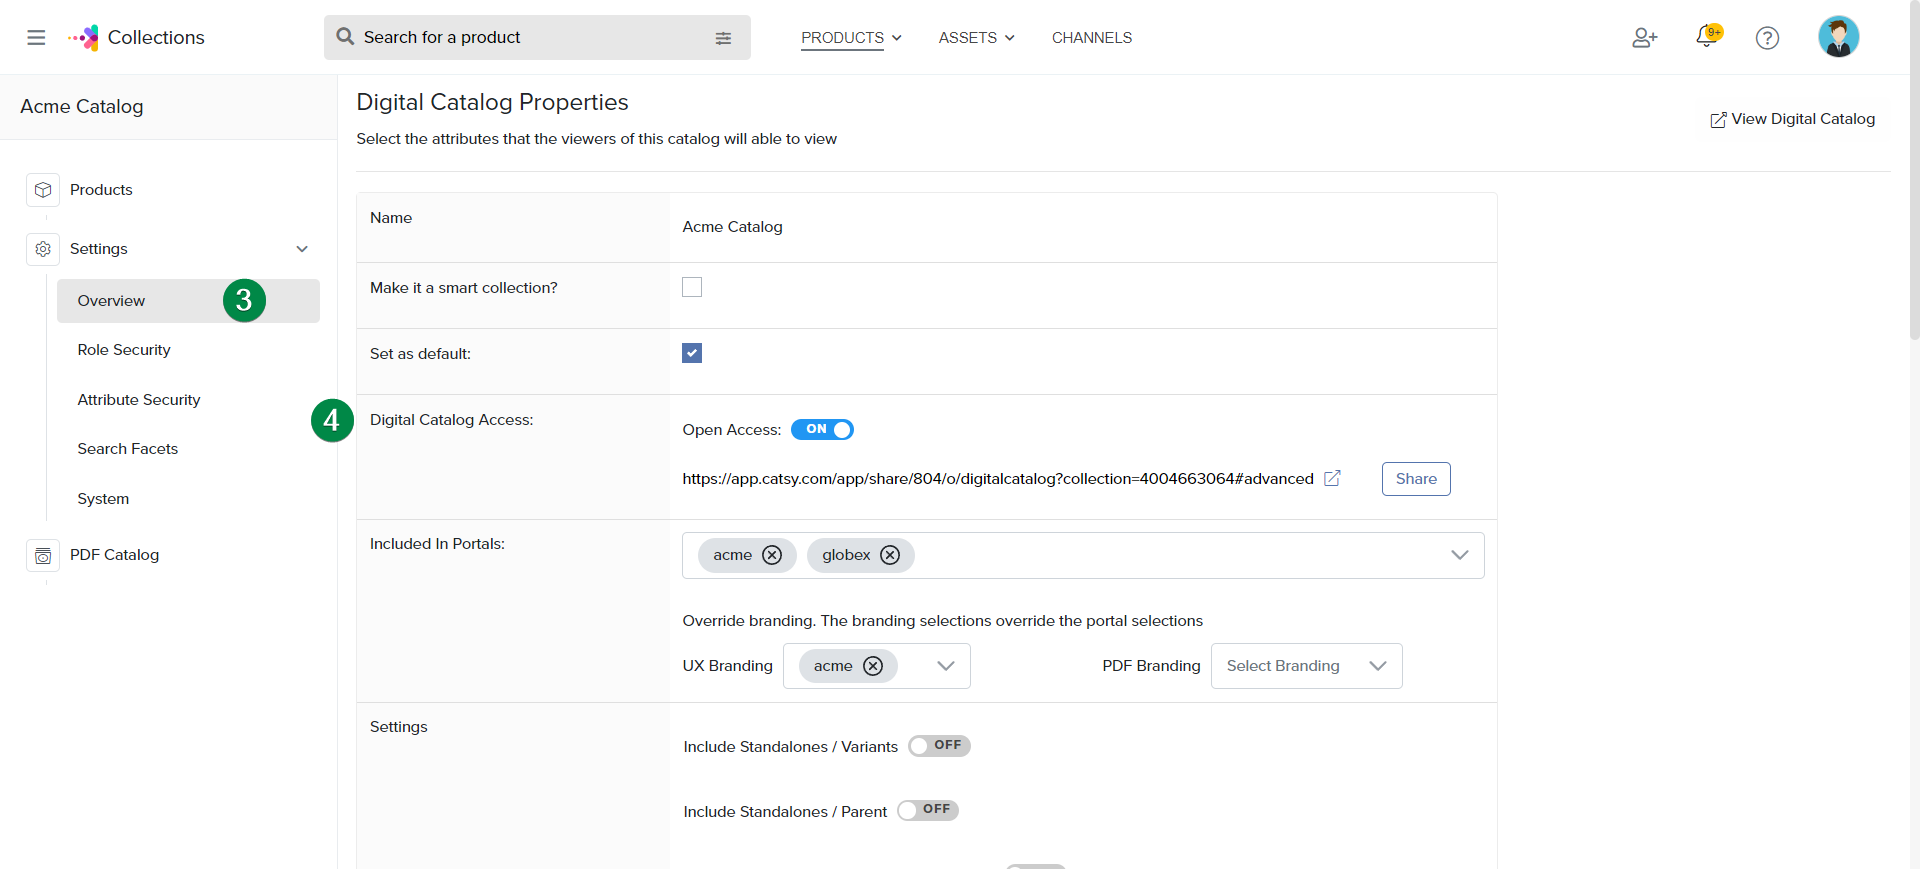 Collections
Search for a product
PRODUCTS
ASSETS
CHANNELS
9+
?
Acme Catalog
Digital Catalog Properties
Select the attributes that the viewers of this catalog will able to view
View Digital Catalog
Products
Settings
Overview
3
Role Security
Attribute Security
Search Facets
System
PDF Catalog
Name
Acme Catalog
Make it a smart collection?
Set as default:
4
Digital Catalog Access:
Open Access:
ON
https://app.catsy.com/app/share/804/o/digitalcatalog?collection=4004663064#advanced
Share
Included In Portals:
acme
globex
Override branding. The branding selections override the portal selections
UX Branding
acme
PDF Branding
Select Branding
Settings
Include Standalones / Variants
OFF
Include Standalones / Parent
OFF